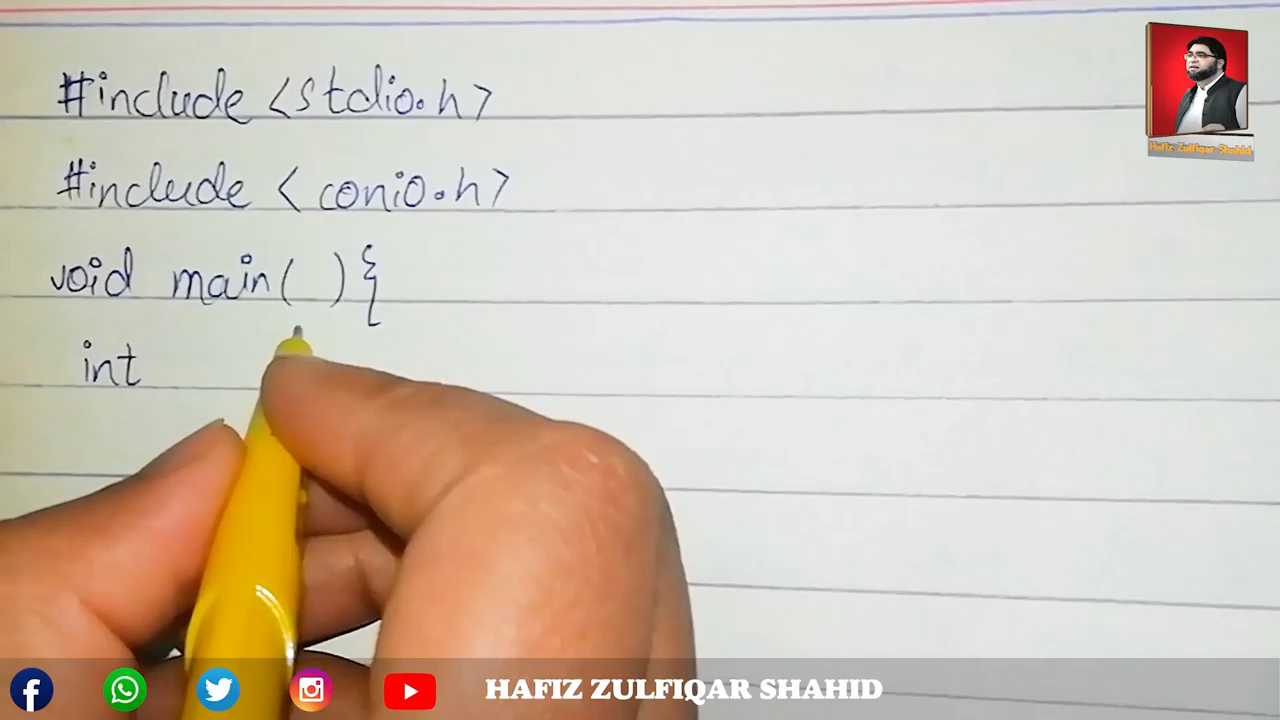 #include <stdio.h>
#include <conio.h>
void main( ){
int
Hafiz Zulfiqar Shahid
HAFIZ ZULFIQAR SHAHID